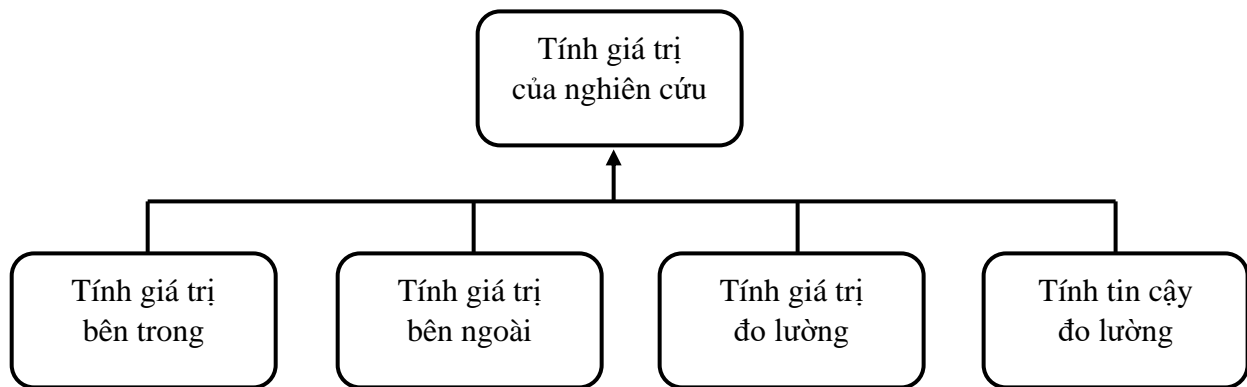 Tính giá trị
của nghiên cứu
Tính giá trị
bên trong
Tính giá trị
bên ngoài
Tính giá trị
đo lường
Tính tin cậy
đo lường